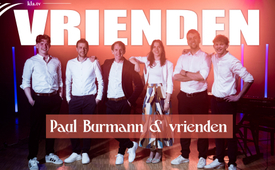 kla.tv
VRIENDEN
Paul Burmann & vrienden